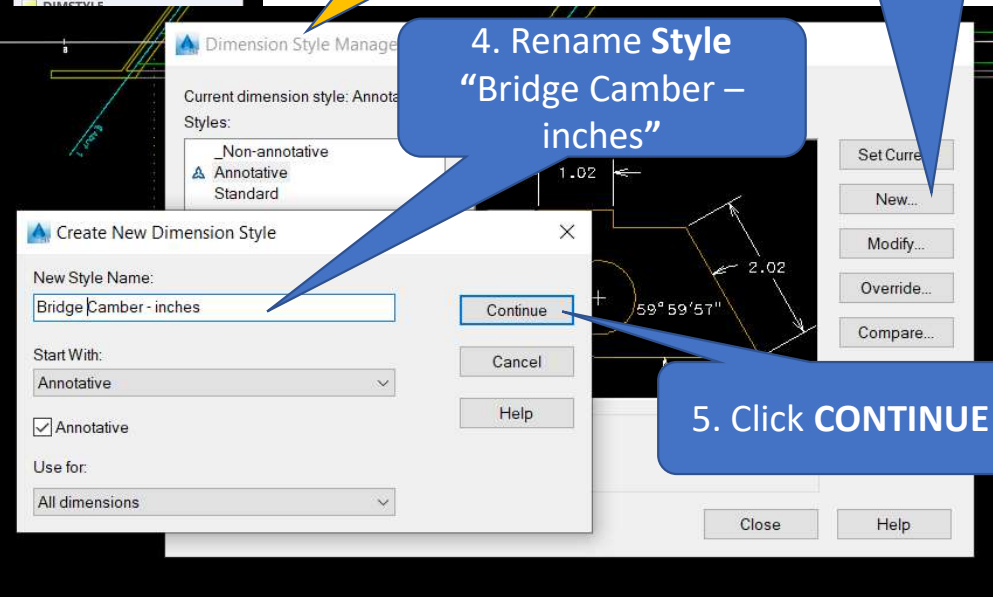 DIMSTYLE
Dimension Style Manage
4. Rename Style
“Bridge Camber –
inches”
Current dimension style: Annota
Styles:
_Non-annotative
Annotative
Standard
1.02
2.02
59°59'57"
Set Curre
New...
Modify...
Override...
Compare...
Create New Dimension Style
New Style Name:
Bridge Camber - inches
Continue
Start With:
Annotative
Cancel
Annotative
Help
Use for:
All dimensions
5. Click CONTINUE
Close
Help